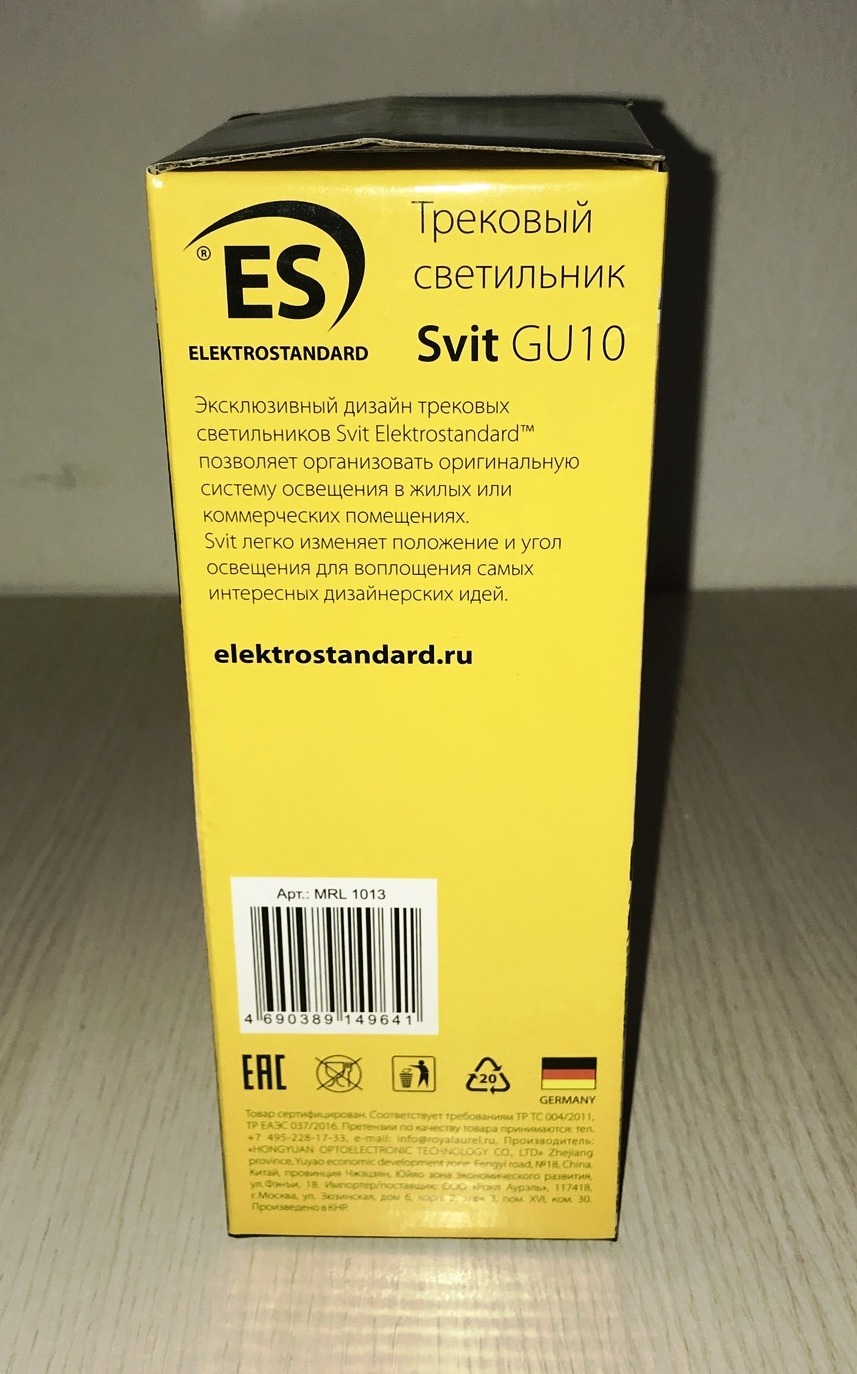 ® ES
ELEKTROSTANDARD
Трековый
светильник
Svit GU10
Эксклюзивный дизайн трековых
светильников Svit Elektrostandard™
позволяет организовать оригинальную
систему освещения в жилых или
коммерческих помещениях.
Svit легко изменяет положение и угол
освещения для воплощения самых
интересных дизайнерских идей.
elektrostandard.ru
Арт.: MRL 1013
4 690389 149641
EAC
20
GERMANY
Товар сертифицирован. Соответствует требованиям ТР ТС 004/2011,
ТР ЕАЭС 037/2016. Претензии по качеству товара принимаются: тел.
+7 495-228-17-33, e-mail: info@royalaurel.ru. Производитель:
«HONGYUAN OPTOELECTRONIC TECHNOLOGY CO., LTD» Zhejiang
province, Yuyao economic development zone Fengyi road, №18, China.
Китай, провинция Чжэцзян, Юйяо зона экономического развития,
ул.Фэньи, 18. Импортер/поставщик: ООО «Роял Аурэль», 117418,
г.Москва, ул. Зюзинская, дом 6, корп. 2, этаж 3, пом. XVI, ком. 30.
Произведено в КНР